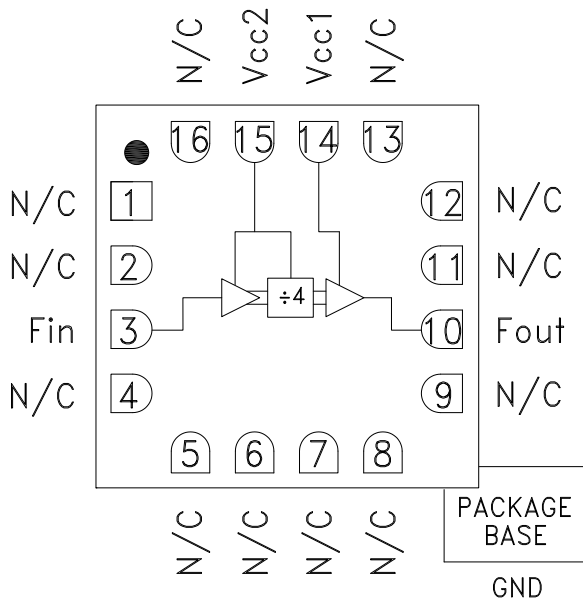 N/C Vcc2 Vcc1 N/C
16 15 14 13
N/C 1 12 N/C
N/C 2 11 N/C
÷4
Fin 3 10 Fout
N/C 4 9 N/C
5 6 7 8
N/C N/C N/C N/C
PACKAGE
BASE
GND